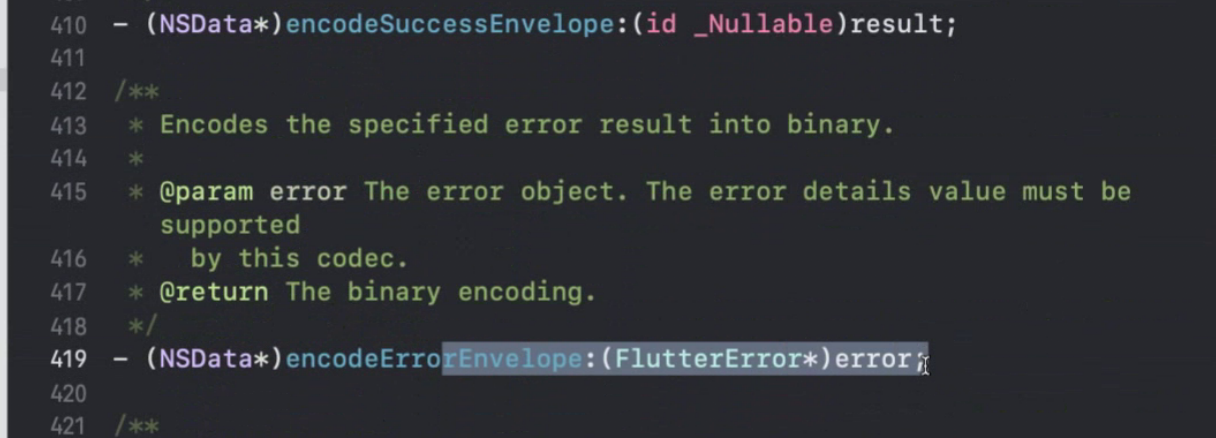 410 - (NSData*)encodeSuccessEnvelope:(id _Nullable)result;
411
412 /**
413 * Encodes the specified error result into binary.
414 *
415 * @param error The error object. The error details value must be
supported
416 *   by this codec.
417 * @return The binary encoding.
418 */
419 - (NSData*)encodeErrorEnvelope:(FlutterError*)error;
420
421 /**